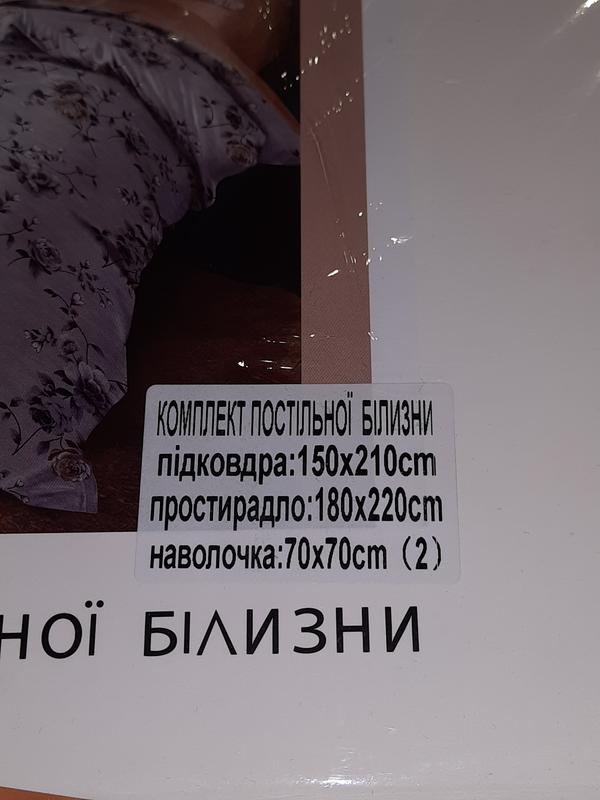 КОМПЛЕКТ ПОСТІЛЬНОЇ БІЛИЗНИ
підковдра:150x210cm
простирадло:180x220cm
наволочка:70x70cm（2）
НОЇ БІЛИЗНИ